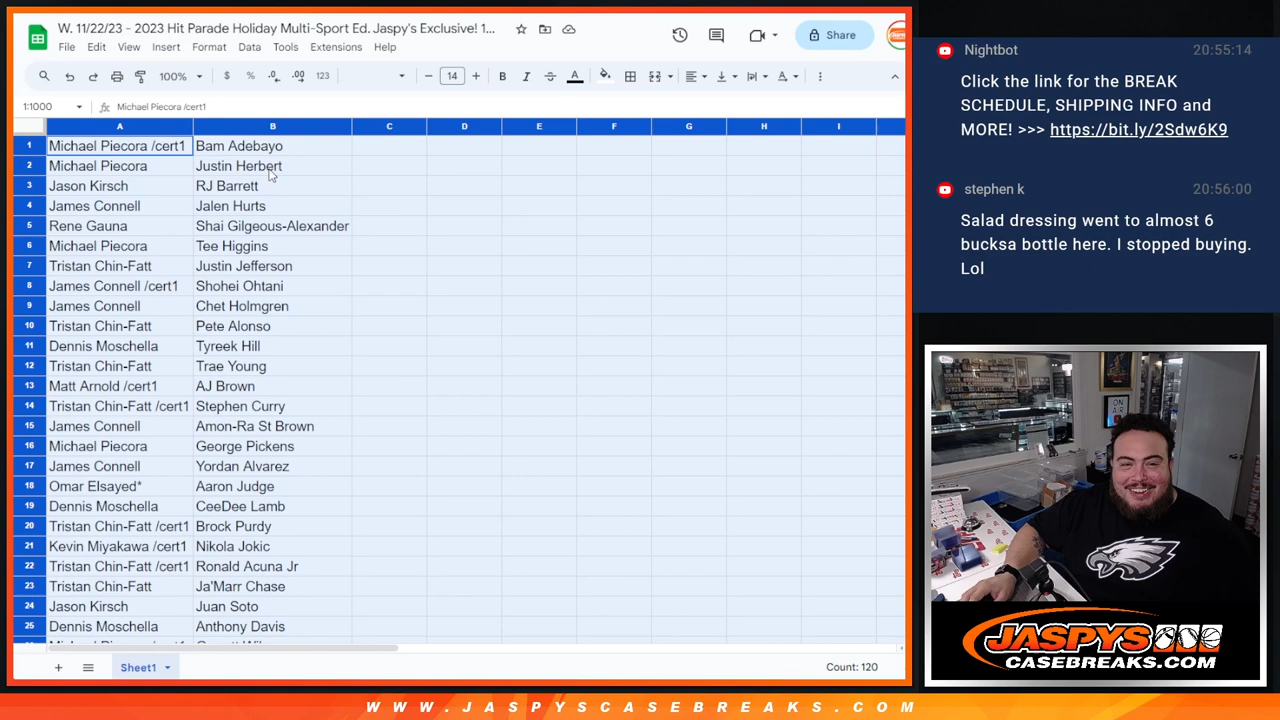 W. 11/22/23 - 2023 Hit Parade Holiday Multi-Sport Ed. Jaspy's Exclusive! 1...
Share
File Edit View Insert Format Data Tools Extensions Help
100% $ % .0 .00 123 14
1:1000 Michael Piecora /cert1
A B C D E F G H I
1 Michael Piecora /cert1 Bam Adebayo
2 Michael Piecora Justin Herbert
3 Jason Kirsch RJ Barrett
4 James Connell Jalen Hurts
5 Rene Gauna Shai Gilgeous-Alexander
6 Michael Piecora Tee Higgins
7 Tristan Chin-Fatt Justin Jefferson
8 James Connell /cert1 Shohei Ohtani
9 James Connell Chet Holmgren
10 Tristan Chin-Fatt Pete Alonso
11 Dennis Moschella Tyreek Hill
12 Tristan Chin-Fatt Trae Young
13 Matt Arnold /cert1 AJ Brown
14 Tristan Chin-Fatt /cert1 Stephen Curry
15 James Connell Amon-Ra St Brown
16 Michael Piecora George Pickens
17 James Connell Yordan Alvarez
18 Omar Elsayed* Aaron Judge
19 Dennis Moschella CeeDee Lamb
20 Tristan Chin-Fatt /cert1 Brock Purdy
21 Kevin Miyakawa /cert1 Nikola Jokic
22 Tristan Chin-Fatt /cert1 Ronald Acuna Jr
23 Tristan Chin-Fatt Ja'Marr Chase
24 Jason Kirsch Juan Soto
25 Dennis Moschella Anthony Davis
Sheet1 Count: 120
Nightbot 20:55:14
Click the link for the BREAK
SCHEDULE, SHIPPING INFO and
MORE! >>> https://bit.ly/2Sdw6K9
stephen k 20:56:00
Salad dressing went to almost 6
bucksa bottle here. I stopped buying.
Lol
ON
AIR
JASPYS
CASEBREAKS.COM
WWW.JASPYSCASEBREAKS.COM